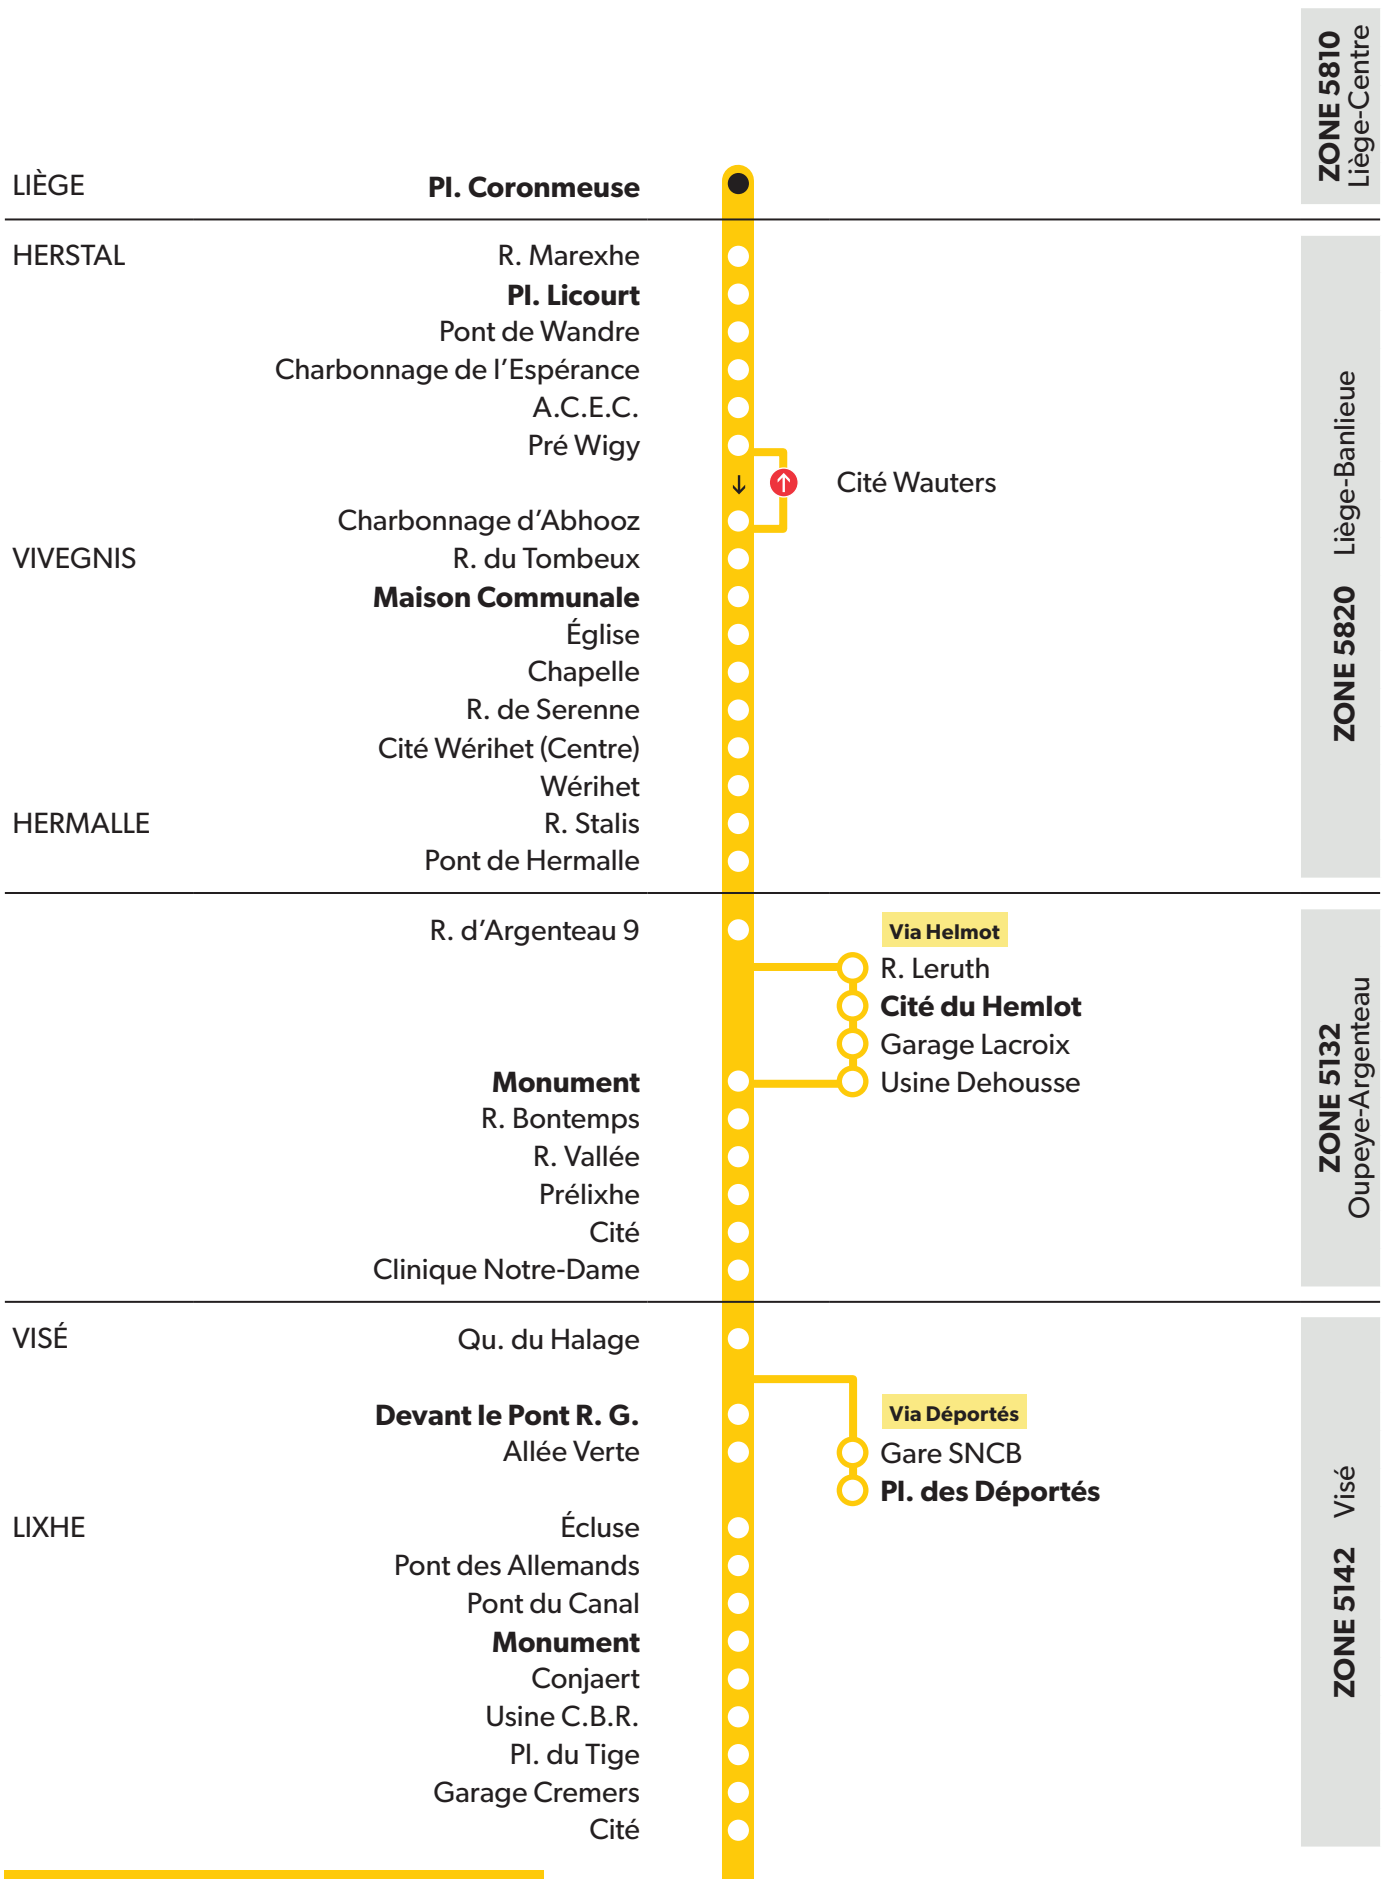 ZONE 5810
Liège-Centre
LIÈGE
Pl. Coronmeuse
HERSTAL
R. Marexhe
Pl. Licourt
Pont de Wandre
Charbonnage de l’Espérance
A.C.E.C.
Pré Wigy
Cité Wauters
Charbonnage d’Abhooz
VIVEGNIS
R. du Tombeux
Maison Communale
Église
Chapelle
R. de Serenne
Cité Wérihet (Centre)
Wérihet
HERMALLE
R. Stalis
Pont de Hermalle
ZONE 5820 Liège-Banlieue
R. d’Argenteau 9
Via Helmot
R. Leruth
Cité du Hemlot
Garage Lacroix
Usine Dehousse
Monument
R. Bontemps
R. Vallée
Prélixhe
Cité
Clinique Notre-Dame
ZONE 5132
Oupeye-Argenteau
VISÉ
Qu. du Halage
Devant le Pont R. G.
Allée Verte
Via Déportés
Gare SNCB
Pl. des Déportés
LIXHE
Écluse
Pont des Allemands
Pont du Canal
Monument
Conjaert
Usine C.B.R.
Pl. du Tige
Garage Cremers
Cité
ZONE 5142 Visé